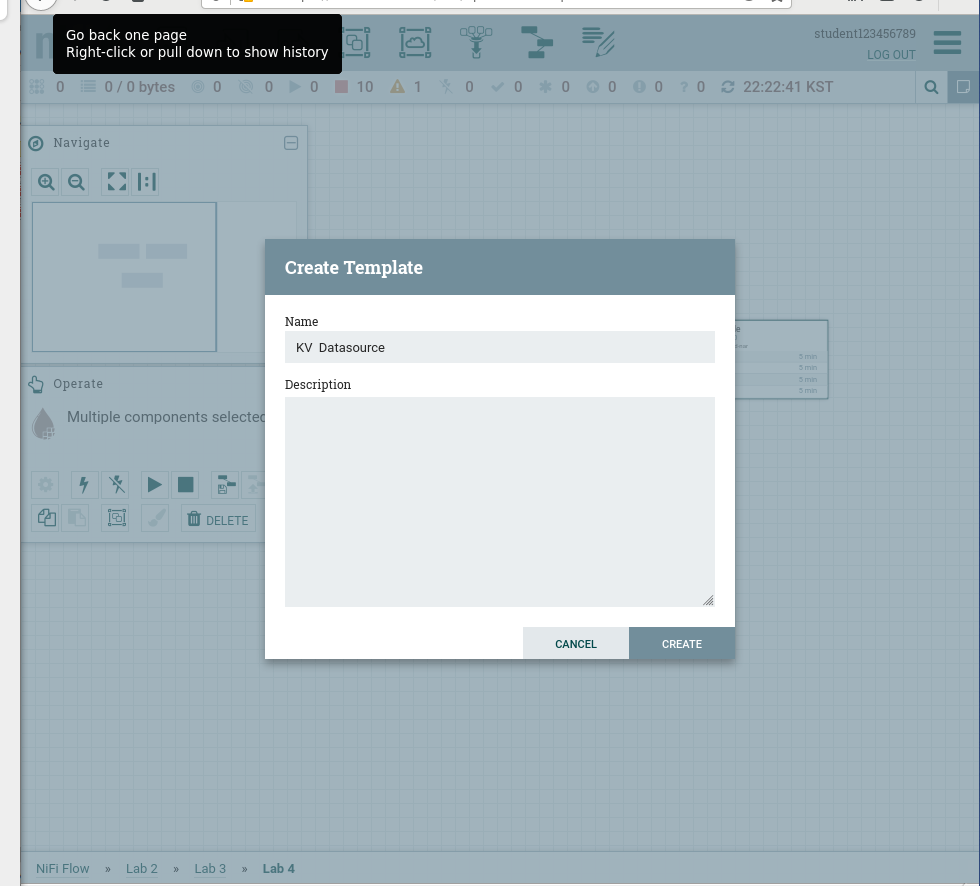 Go back one page
Right-click or pull down to show history
student123456789
LOG OUT
0 0 / 0 bytes 0 0 0 10 1 0 0 0 0 0 ? 0 22:22:41 KST
Navigate
Operate
Multiple components selected
DELETE
Create Template
Name
KV Datasource
Description
CANCEL CREATE
5 min
5 min
5 min
5 min
NiFi Flow » Lab 2 » Lab 3 » Lab 4